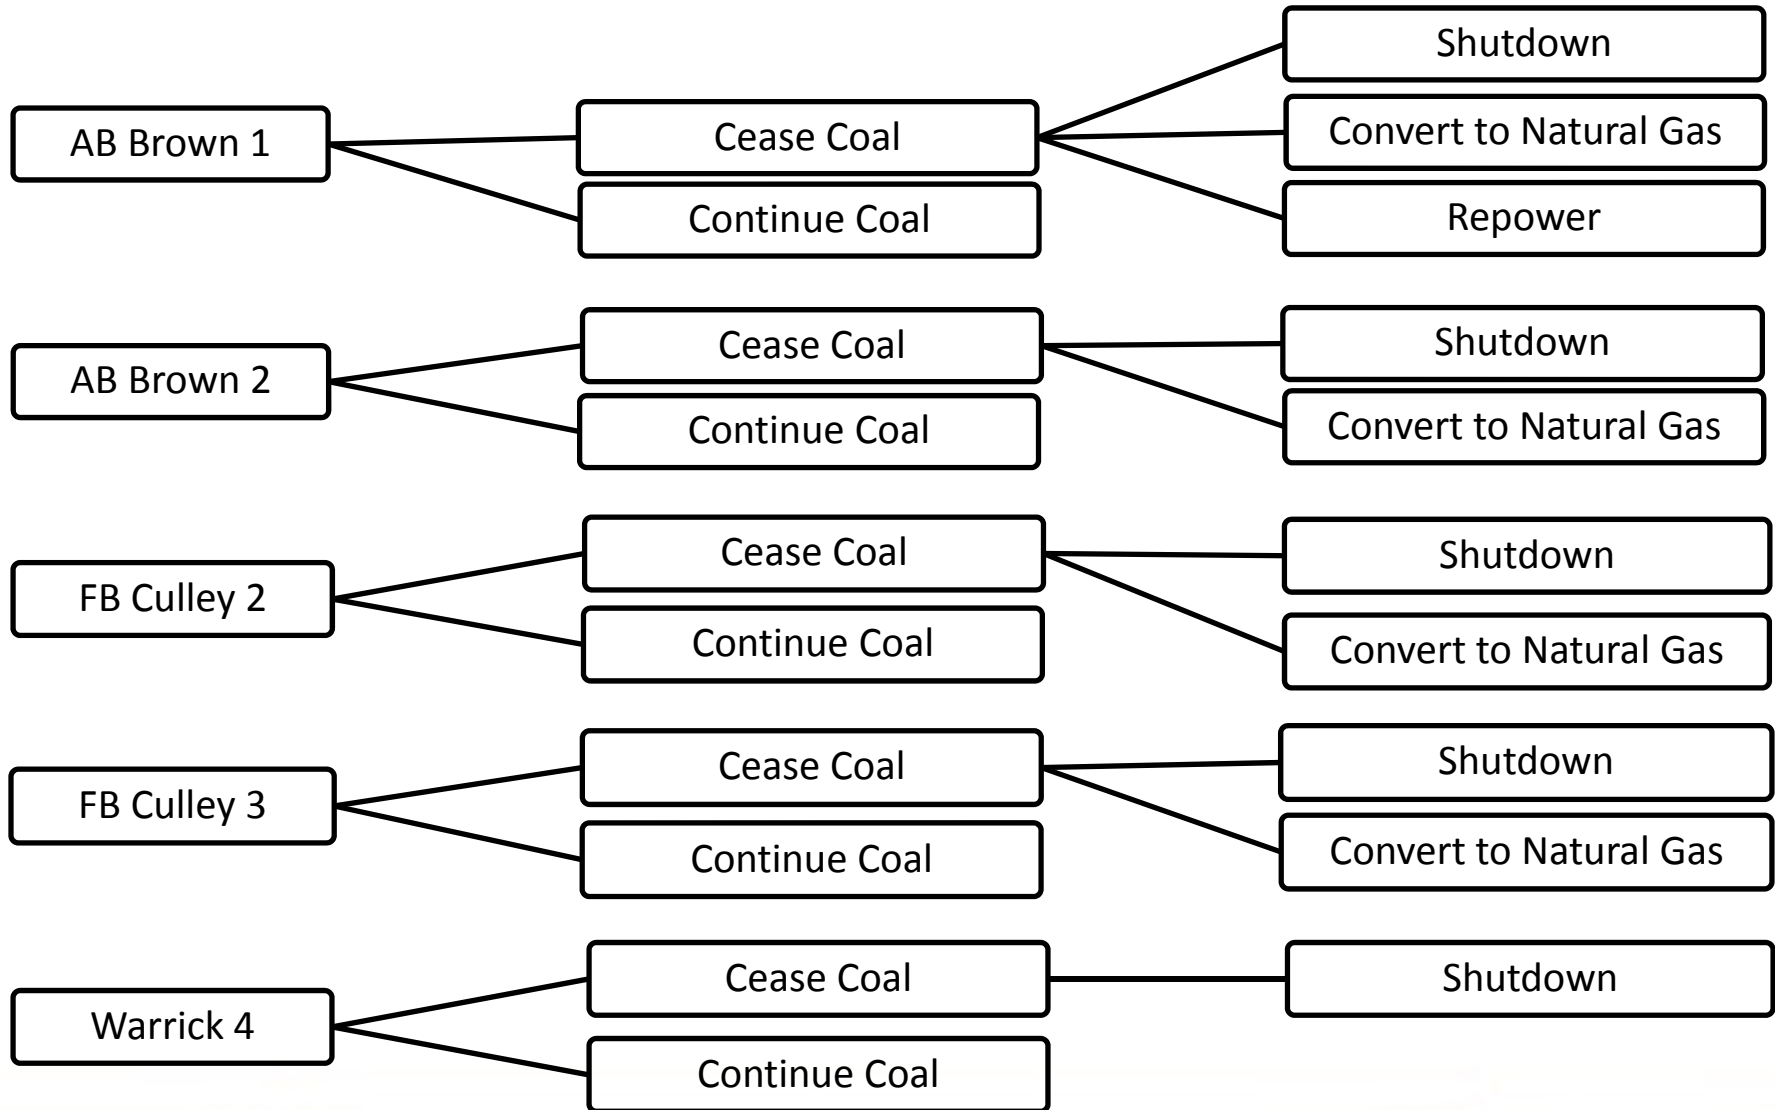 Shutdown
AB Brown 1
Cease Coal
Convert to Natural Gas
Continue Coal
Repower
AB Brown 2
Cease Coal
Shutdown
Continue Coal
Convert to Natural Gas
FB Culley 2
Cease Coal
Shutdown
Continue Coal
Convert to Natural Gas
FB Culley 3
Cease Coal
Shutdown
Continue Coal
Convert to Natural Gas
Warrick 4
Cease Coal
Shutdown
Continue Coal